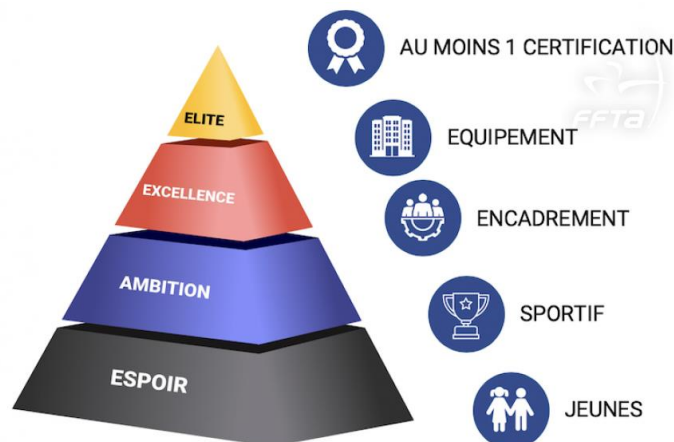 AU MOINS 1 CERTIFICATION
FFTa
ELITE
EQUIPEMENT
EXCELLENCE
ENCADREMENT
AMBITION
SPORTIF
ESPOIR
JEUNES